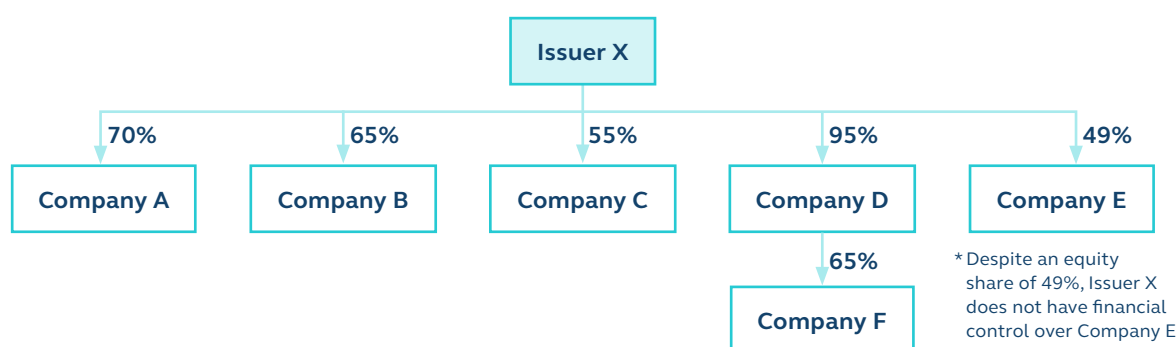 Issuer X
70%
65%
55%
95%
49%
Company A
Company B
Company C
Company D
Company E
65%
* Despite an equity
share of 49%, Issuer X
does not have financial
control over Company E
Company F